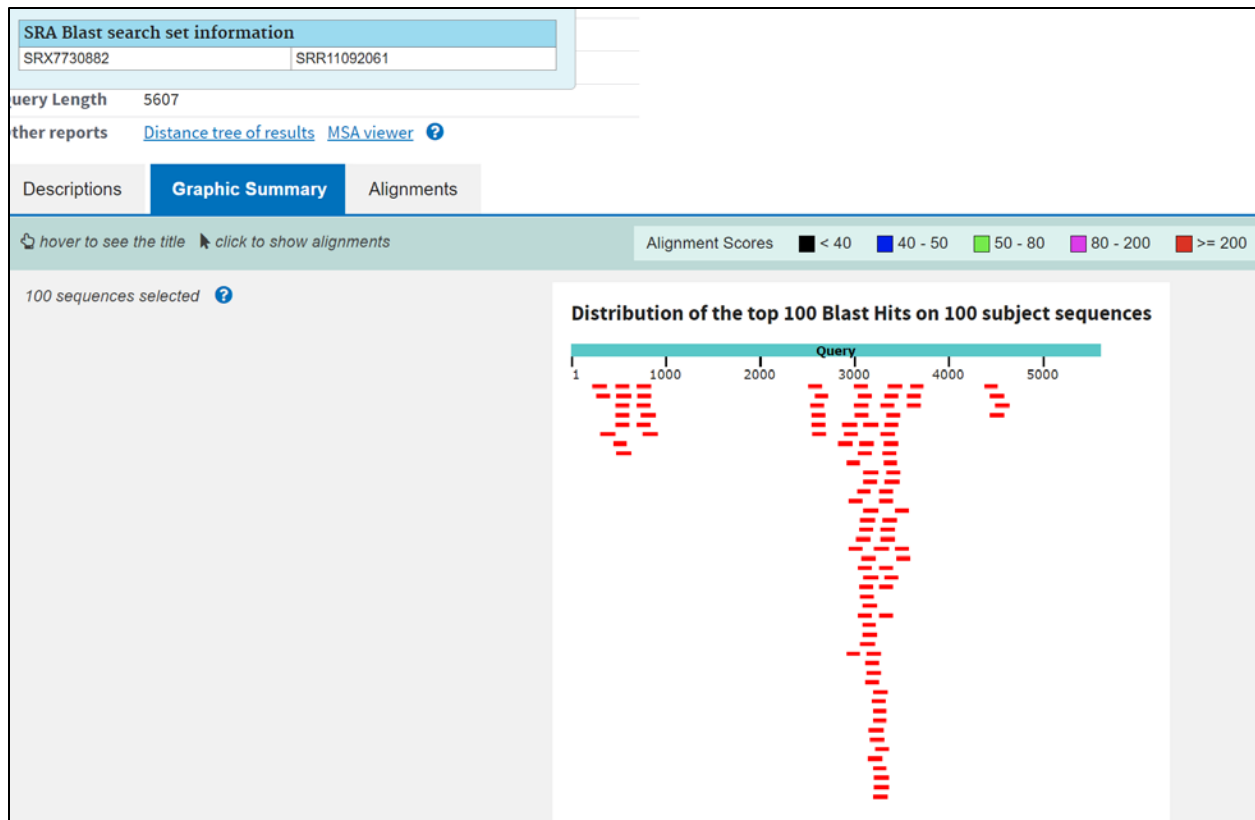 SRA Blast search set information
SRX7730882 SRR11092061
uery Length 5607
ther reports Distance tree of results MSA viewer ?
Descriptions Graphic Summary Alignments
hover to see the title click to show alignments Alignment Scores < 40 40 - 50 50 - 80 80 - 200 >= 200
100 sequences selected ?
Distribution of the top 100 Blast Hits on 100 subject sequences
Query
1 1000 2000 3000 4000 5000